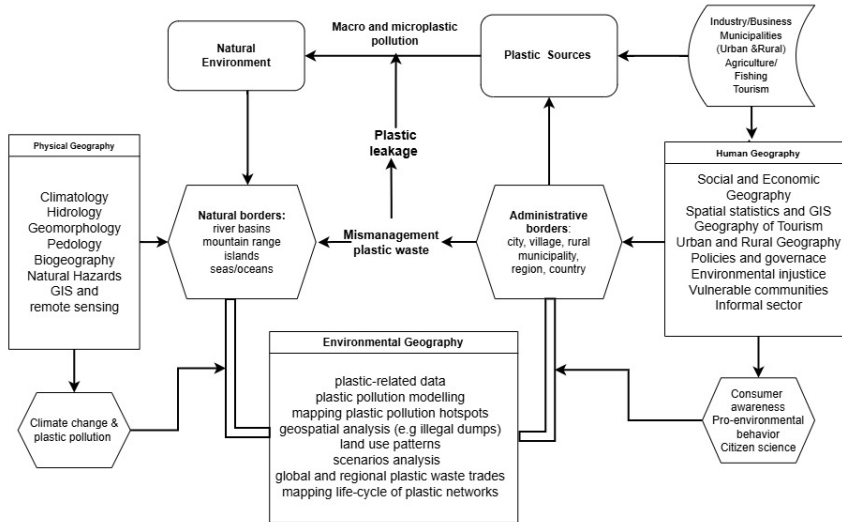 Natural
Environment
Macro and microplastic
pollution
Plastic Sources
Industry/Business
Municipalities
(Urban &Rural)
Agriculture/
Fishing
Tourism
Plastic
leakage
Physical Geography
Climatology
Hidrology
Geomorphology
Pedology
Biogeography
Natural Hazards
GIS and
remote sensing
Natural borders:
river basins
mountain range
islands
seas/oceans
Mismanagement
plastic waste
Administrative
borders:
city, village, rural
municipality,
region, country
Human Geography
Social and Economic
Geography
Spatial statistics and GIS
Geography of Tourism
Urban and Rural Geography
Policies and governace
Environmental injustice
Vulnerable communities
Informal sector
Climate change &
plastic pollution
Environmental Geography
plastic-related data
plastic pollution modelling
mapping plastic pollution hotspots
geospatial analysis (e.g illegal dumps)
land use patterns
scenarios analysis
global and regional plastic waste trades
mapping life-cycle of plastic networks
Consumer
awareness
Pro-environmental
behavior
Citizen science